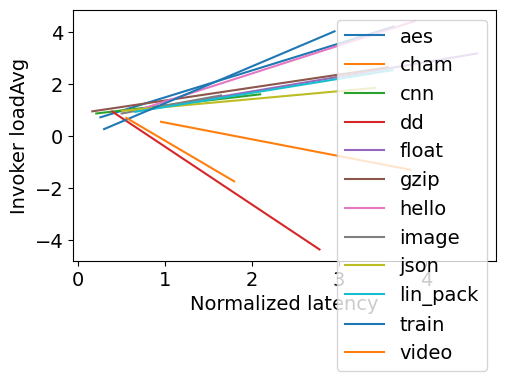 Invoker loadAvg
4
2
0
−2
−4
0
1
2
3
4
Normalized latency
aes
cham
cnn
dd
float
gzip
hello
image
json
lin_pack
train
video